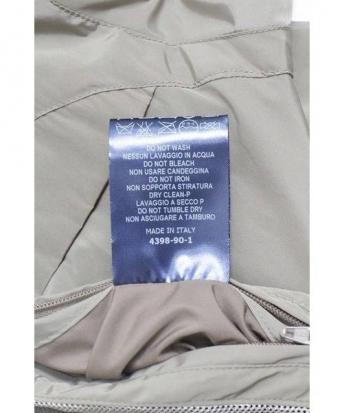 DO NOT WASH
NESSUN LAVAGGIO IN ACQUA
DO NOT BLEACH
NON USARE CANDEGGINA
DO NOT IRON
NON SOPPORTA STIRATURA
DRY CLEAN-P
LAVAGGIO A SECCO P
DO NOT TUMBLE DRY
NON ASCIUGARE A TAMBURO
MADE IN ITALY
4398-90-1